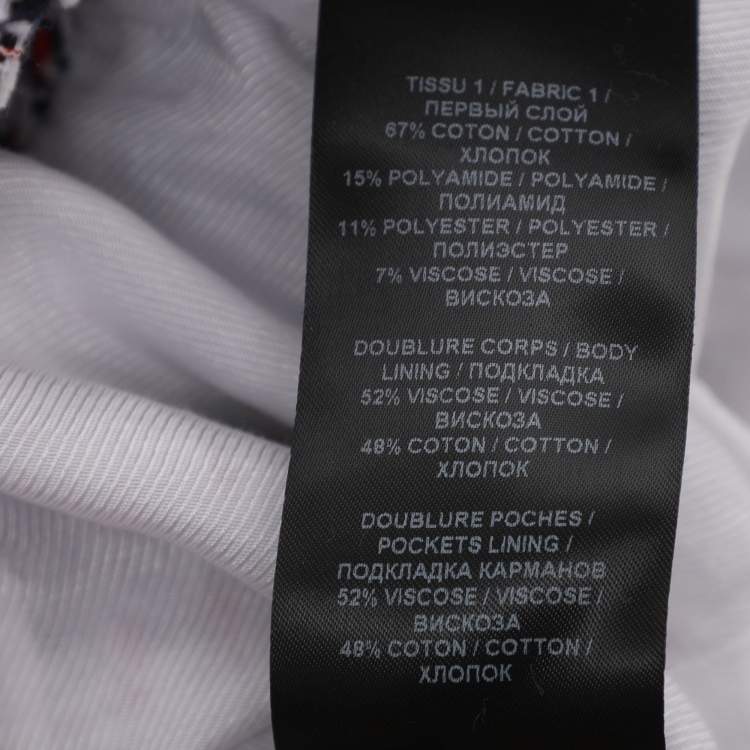 TISSU 1 / FABRIC 1 /
ПЕРВЫЙ СЛОЙ
67% COTON / COTTON /
ХЛОПОК
15% POLYAMIDE / POLYAMIDE /
ПОЛИАМИД
11% POLYESTER / POLYESTER /
ПОЛИЭСТЕР
7% VISCOSE / VISCOSE /
ВИСКОЗА
DOUBLURE CORPS / BODY
LINING / ПОДКЛАДКА
52% VISCOSE / VISCOSE /
ВИСКОЗА
48% COTON / COTTON /
ХЛОПОК
DOUBLURE POCHES /
POCKETS LINING /
ПОДКЛАДКА КАРМАНОВ
52% VISCOSE / VISCOSE /
ВИСКОЗА
48% COTON / COTTON /
ХЛОПОК